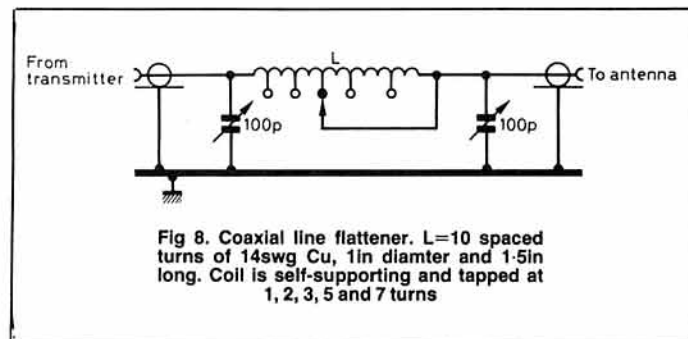 L
From
transmitter
To antenna
100p
100p
Fig 8. Coaxial line flattener. L=10 spaced
turns of 14swg Cu, 1in diamter and 1·5in
long. Coil is self-supporting and tapped at
1, 2, 3, 5 and 7 turns